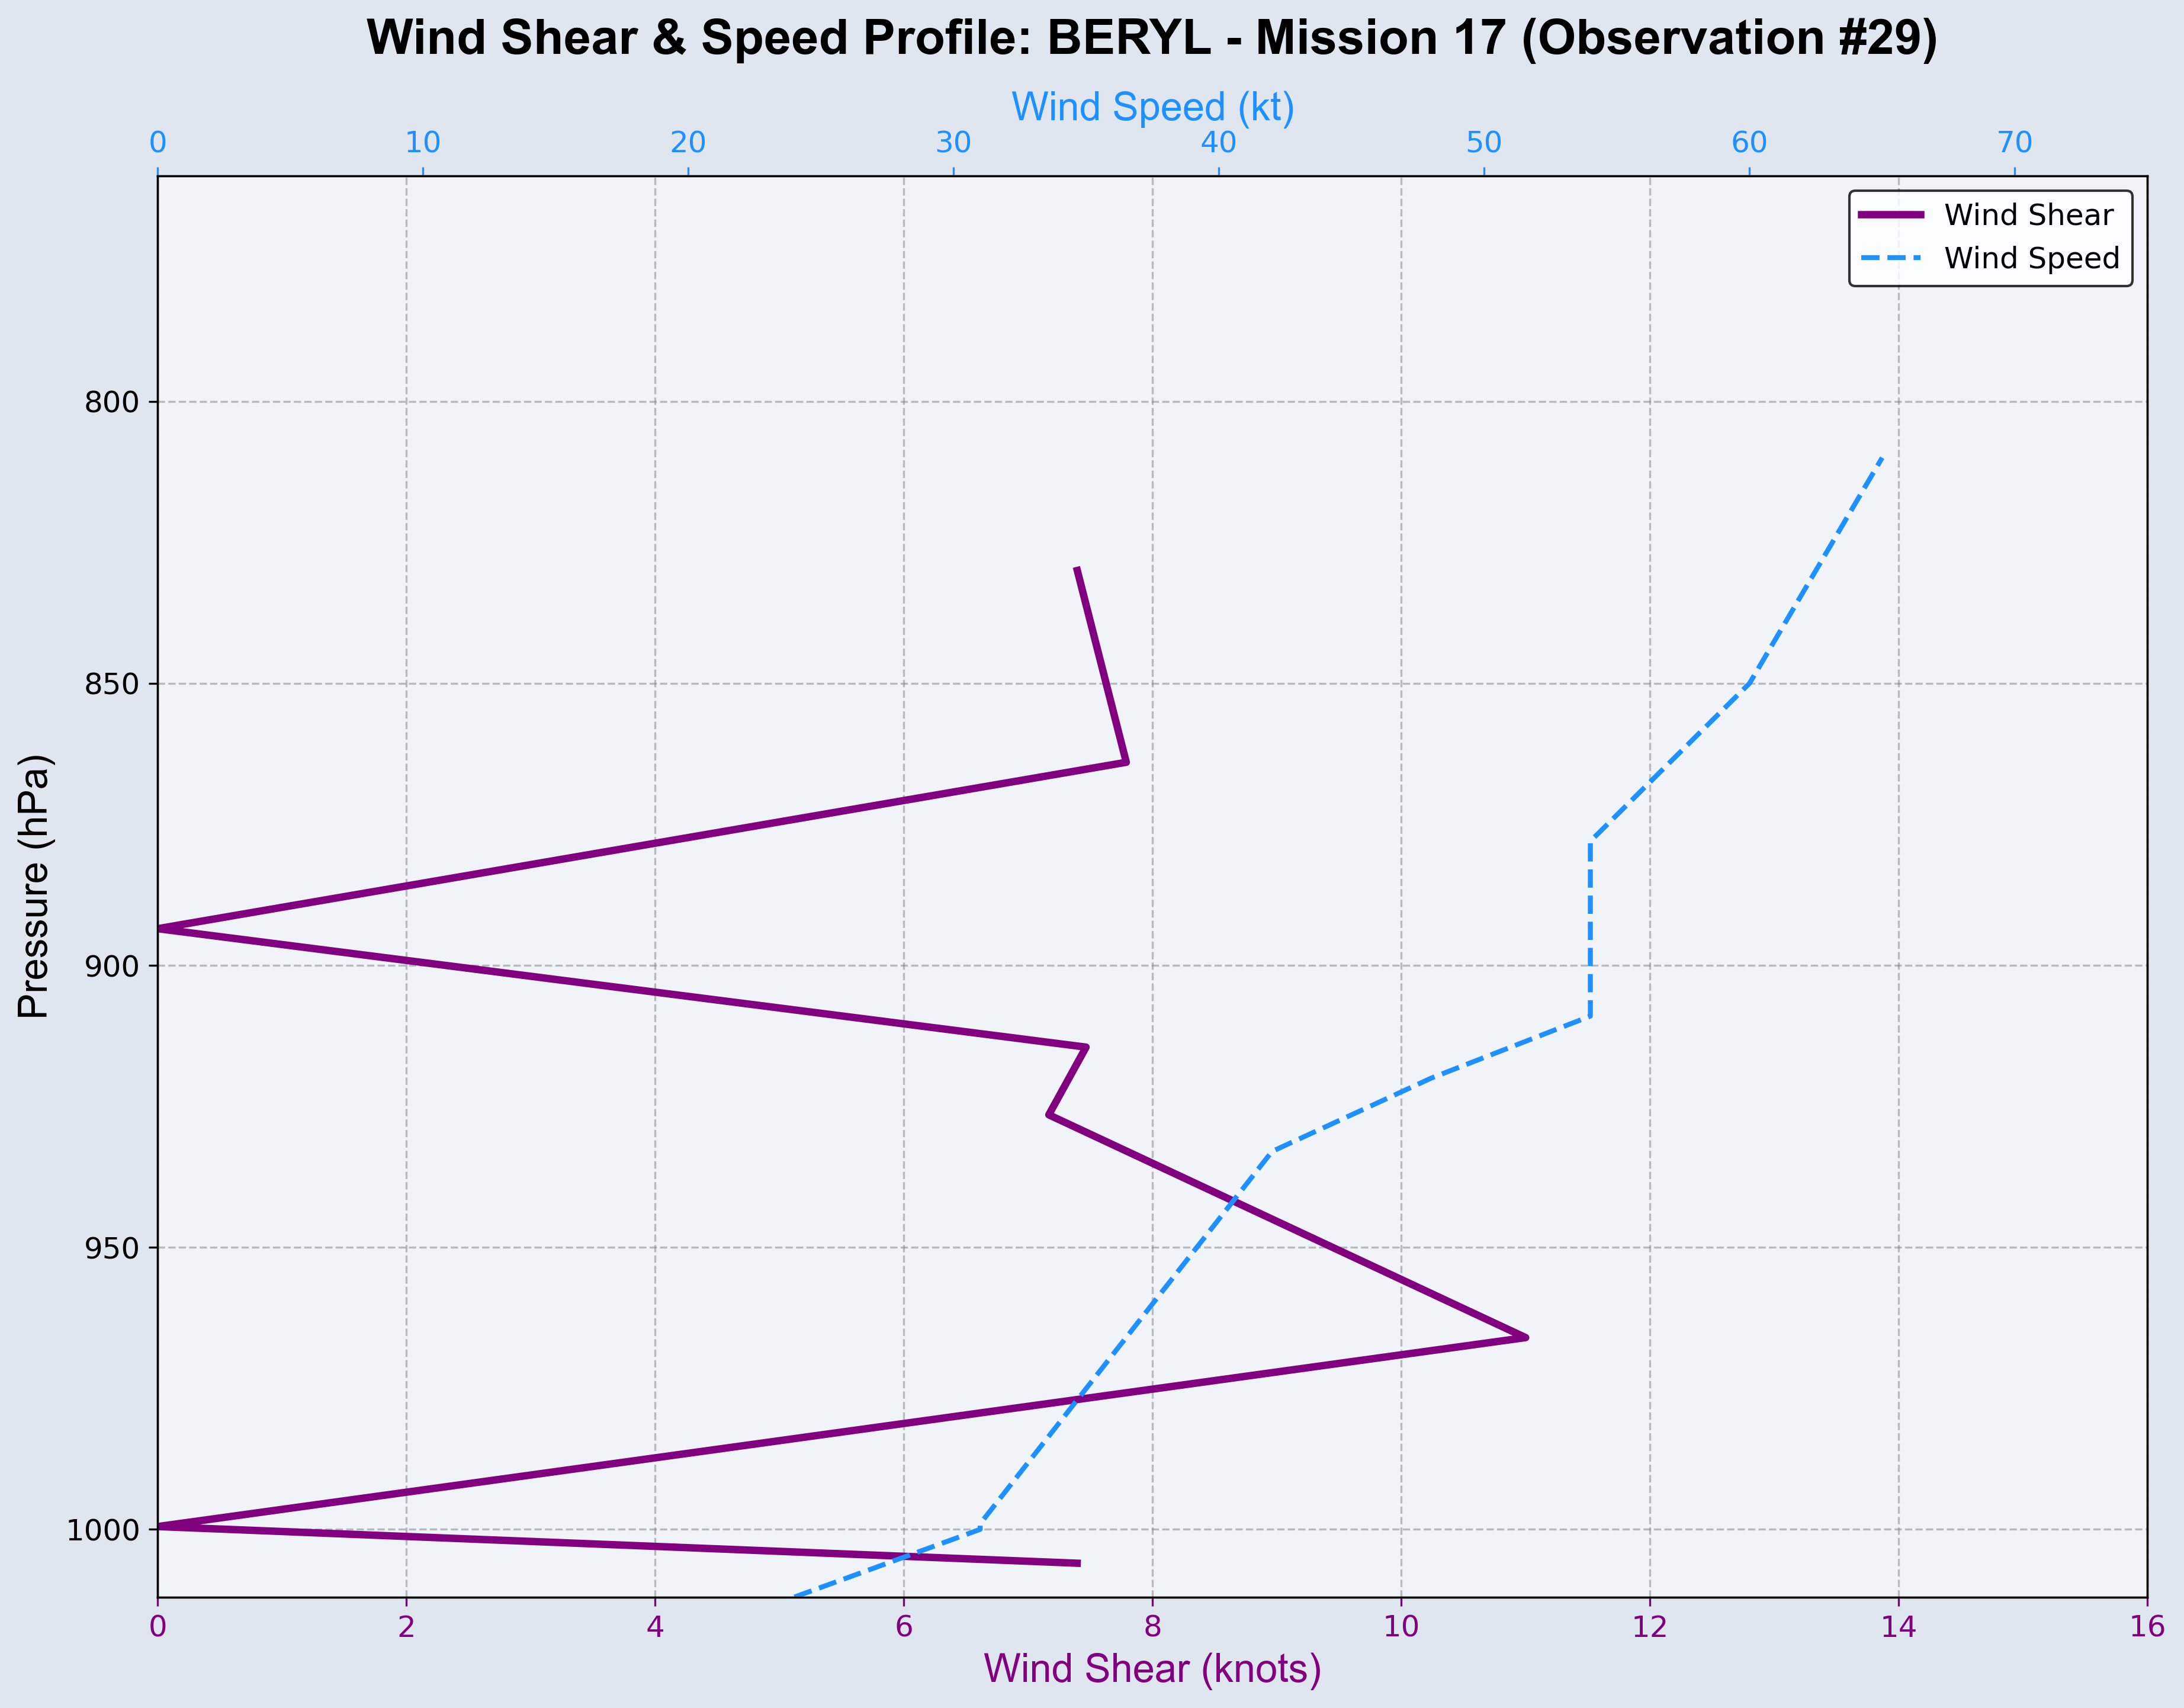 Wind Shear & Speed Profile: BERYL - Mission 17 (Observation #29)
Wind Speed (kt)
0 10 20 30 40 50 60 70
Wind Shear
Wind Speed
800
850
900
950
1000
Pressure (hPa)
0 2 4 6 8 10 12 14 16
Wind Shear (knots)